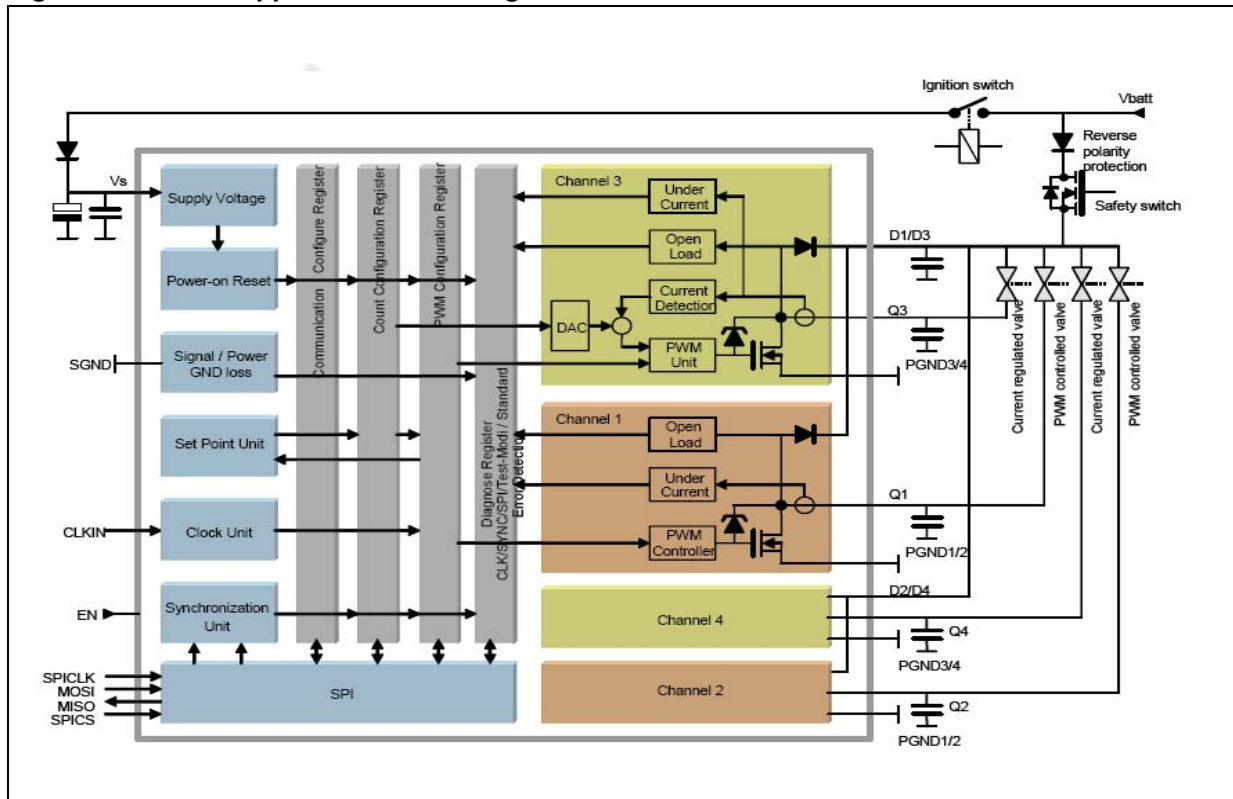 Ignition switch
Vbatt
Reverse
polarity
protection
Safety switch
Vs
Supply Voltage
Power-on Reset
Signal / Power
GND loss
SGND
Set Point Unit
CLKIN
Clock Unit
EN
Synchronization
Unit
SPICLK
MOSI
MISO
SPICS
SPI
Communication Configure Register
Count Configuration Register
PWM Configuration Register
Diagnose Register
CLK/SYNC/SPI/Test-Modi / Standard
Error Detection
Channel 3
Under
Current
Open
Load
Current
Detection
DAC
PWM
Unit
D1/D3
Q3
PGND3/4
Channel 1
Open
Load
Under
Current
PWM
Controller
Q1
PGND1/2
D2/D4
Channel 4
Q4
PGND3/4
Channel 2
Q2
PGND1/2
Current regulated valve
PWM controlled valve
Current regulated valve
PWM controlled valve